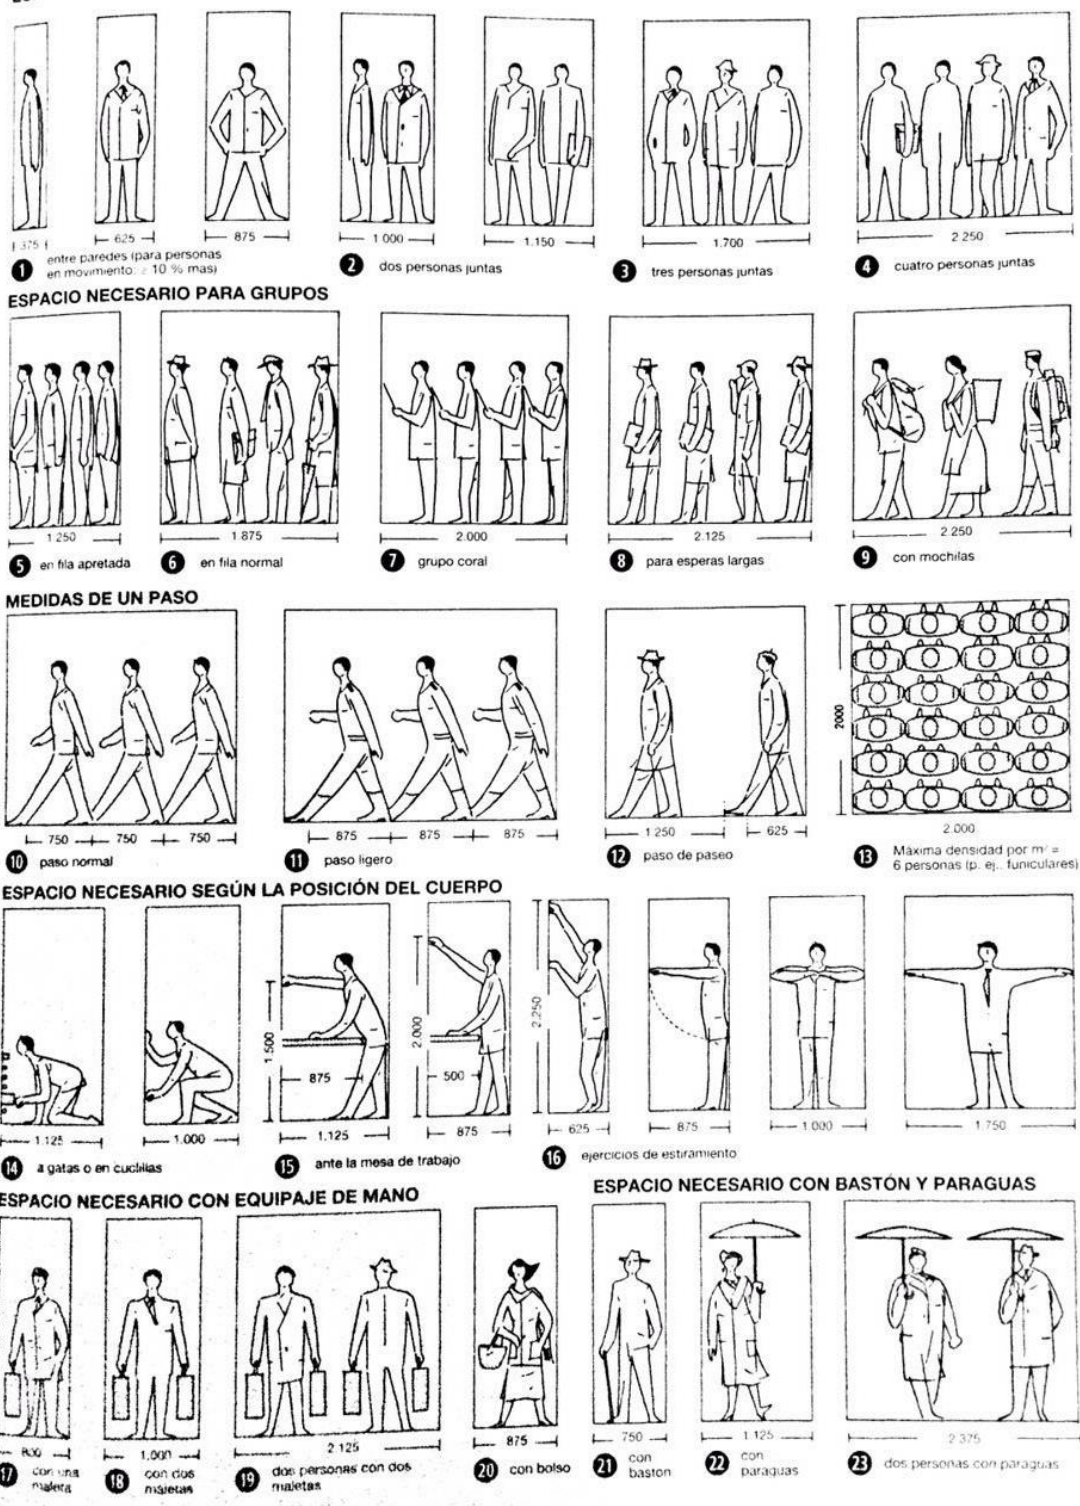 375
625
875
1 000
1.150
1.700
2 250
1 entre paredes (para personas
en movimiento: ≥ 10 % mas)
2 dos personas juntas
3 tres personas juntas
4 cuatro personas juntas
ESPACIO NECESARIO PARA GRUPOS
1 250
1.875
2.000
2.125
2.250
5 en fila apretada
6 en fila normal
7 grupo coral
8 para esperas largas
9 con mochilas
MEDIDAS DE UN PASO
2000
750 750 750
875 875 875
1 250 625
2.000
10 paso normal
11 paso ligero
12 paso de paseo
13 Máxima densidad por m² =
6 personas (p. ej.. funiculares)
ESPACIO NECESARIO SEGÚN LA POSICIÓN DEL CUERPO
1.500
875
2.000
500
2.250
1.125
1.000
1.125
875
625
875
1.000
1.750
14 a gatas o en cuclillas
15 ante la mesa de trabajo
16 ejercicios de estiramiento
ESPACIO NECESARIO CON EQUIPAJE DE MANO
ESPACIO NECESARIO CON BASTÓN Y PARAGUAS
800
1.000
2 125
875
750
1.125
2.375
17 con una
maleta
18 con dos
maletas
19 dos personas con dos
maletas
20 con bolso
21 con
baston
22 con
paraguas
23 dos personas con paraguas